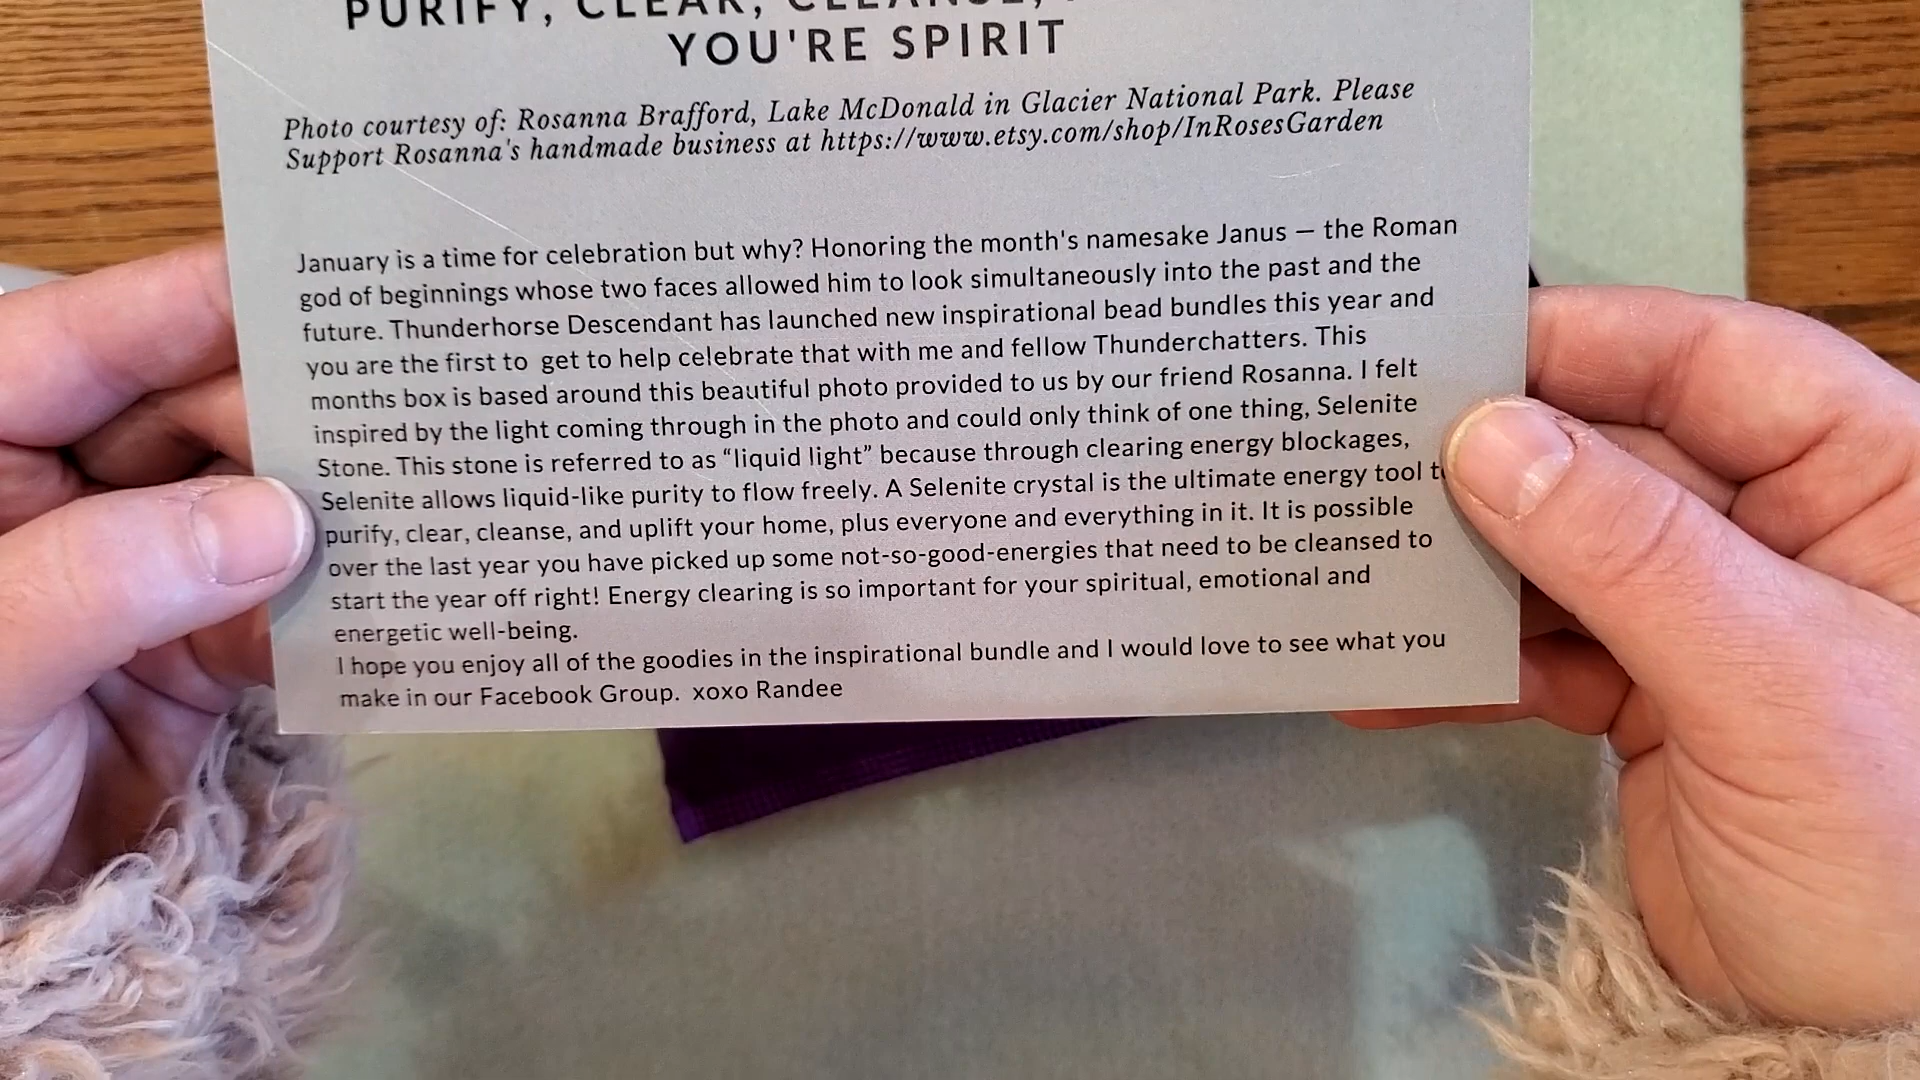 PURIFY, CLEAR, CLEANSE,
YOU'RE SPIRIT
Photo courtesy of: Rosanna Brafford, Lake McDonald in Glacier National Park. Please
Support Rosanna's handmade business at https://www.etsy.com/shop/InRosesGarden
January is a time for celebration but why? Honoring the month's namesake Janus — the Roman
god of beginnings whose two faces allowed him to look simultaneously into the past and the
future. Thunderhorse Descendant has launched new inspirational bead bundles this year and
you are the first to  get to help celebrate that with me and fellow Thunderchatters. This
months box is based around this beautiful photo provided to us by our friend Rosanna. I felt
inspired by the light coming through in the photo and could only think of one thing, Selenite
Stone. This stone is referred to as “liquid light” because through clearing energy blockages,
Selenite allows liquid-like purity to flow freely. A Selenite crystal is the ultimate energy tool
purify, clear, cleanse, and uplift your home, plus everyone and everything in it. It is possible
over the last year you have picked up some not-so-good-energies that need to be cleansed to
start the year off right! Energy clearing is so important for your spiritual, emotional and
energetic well-being.
I hope you enjoy all of the goodies in the inspirational bundle and I would love to see what you
make in our Facebook Group.  xoxo Randee